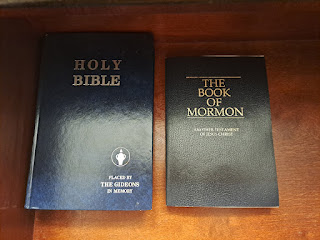 HOLY
BIBLE
PLACED BY
THE GIDEONS
IN MEMORY
THE
BOOK
OF
MORMON
ANOTHER TESTAMENT
OF JESUS CHRIST